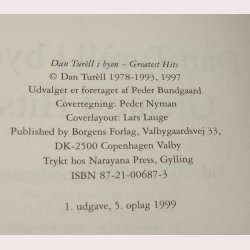 Dan Turèll i byen – Greatest Hits
© Dan Turèll 1978-1993, 1997
Udvalget er foretaget af Peder Bundgaard
Covertegning: Peder Nyman
Coverlayout: Lars Lauge
Published by Borgens Forlag, Valbygaardsvej 33,
DK-2500 Copenhagen Valby
Trykt hos Narayana Press, Gylling
ISBN 87-21-00687-3
1. udgave, 5. oplag 1999